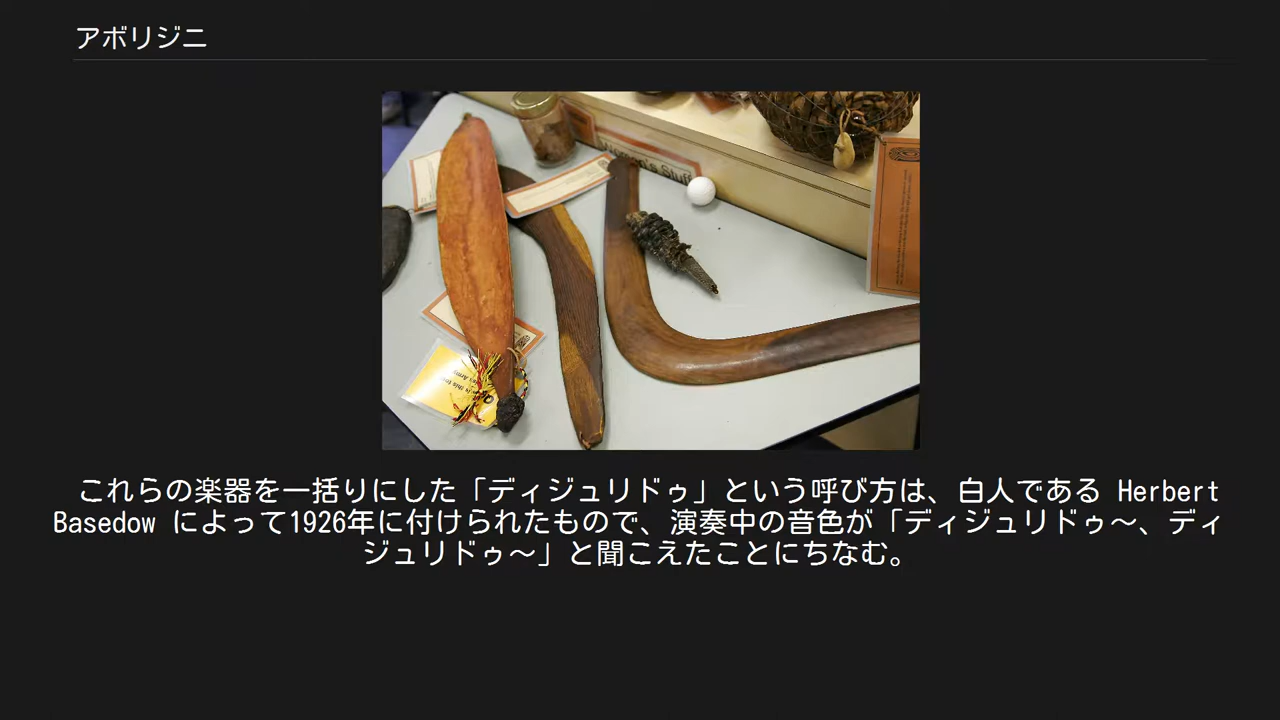 アボリジニ
Women's Stuff
これらの楽器を一括りにした「ディジュリドゥ」という呼び方は、白人である Herbert
Basedow によって1926年に付けられたもので、演奏中の音色が「ディジュリドゥ〜、ディ
ジュリドゥ〜」と聞こえたことにちなむ。